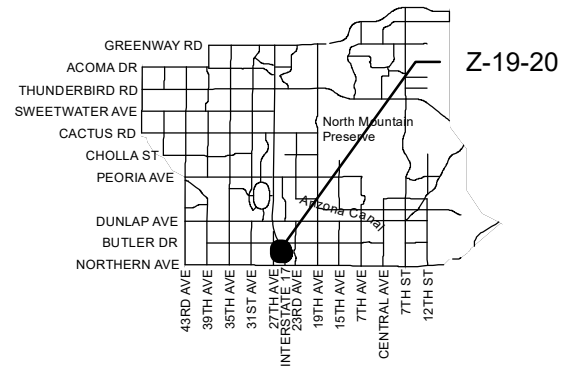 GREENWAY RD
Z-19-20
ACOMA DR
THUNDERBIRD RD
SWEETWATER AVE
North Mountain
Preserve
CACTUS RD
CHOLLA ST
PEORIA AVE
Arizona Canal
DUNLAP AVE
BUTLER DR
NORTHERN AVE
43RD AVE
39TH AVE
35TH AVE
31ST AVE
27TH AVE
INTERSTATE 17
23RD AVE
19TH AVE
15TH AVE
7TH AVE
CENTRAL AVE
7TH ST
12TH ST